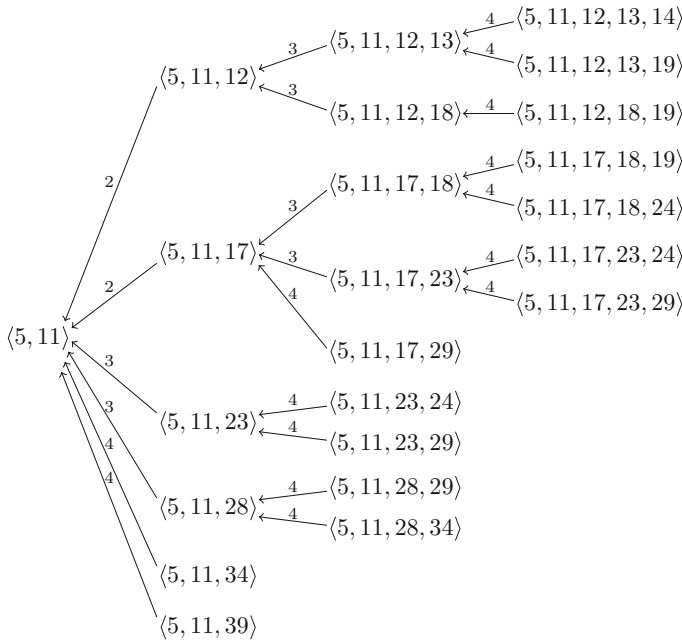 ⟨5, 11⟩
2
⟨5, 11, 12⟩
3
⟨5, 11, 12, 13⟩
4
⟨5, 11, 12, 13, 14⟩
4
⟨5, 11, 12, 13, 19⟩
3
⟨5, 11, 12, 18⟩
4
⟨5, 11, 12, 18, 19⟩
2
⟨5, 11, 17⟩
3
⟨5, 11, 17, 18⟩
4
⟨5, 11, 17, 18, 19⟩
4
⟨5, 11, 17, 18, 24⟩
3
⟨5, 11, 17, 23⟩
4
⟨5, 11, 17, 23, 24⟩
4
⟨5, 11, 17, 23, 29⟩
4
⟨5, 11, 17, 29⟩
3
⟨5, 11, 23⟩
4
⟨5, 11, 23, 24⟩
4
⟨5, 11, 23, 29⟩
3
⟨5, 11, 28⟩
4
⟨5, 11, 28, 29⟩
4
⟨5, 11, 28, 34⟩
4
⟨5, 11, 34⟩
4
⟨5, 11, 39⟩